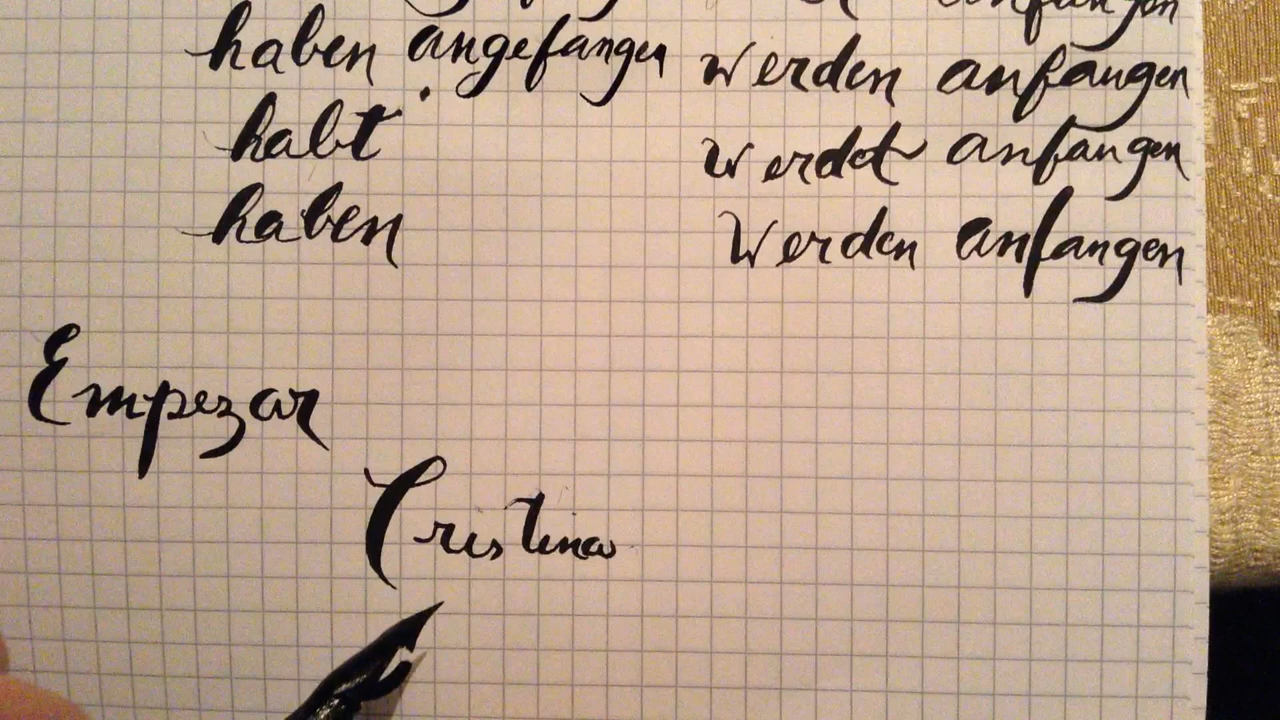 haben angefangen werden anfangen
habt werdet anfangen
haben Werden anfangen
Empezar
Cristina